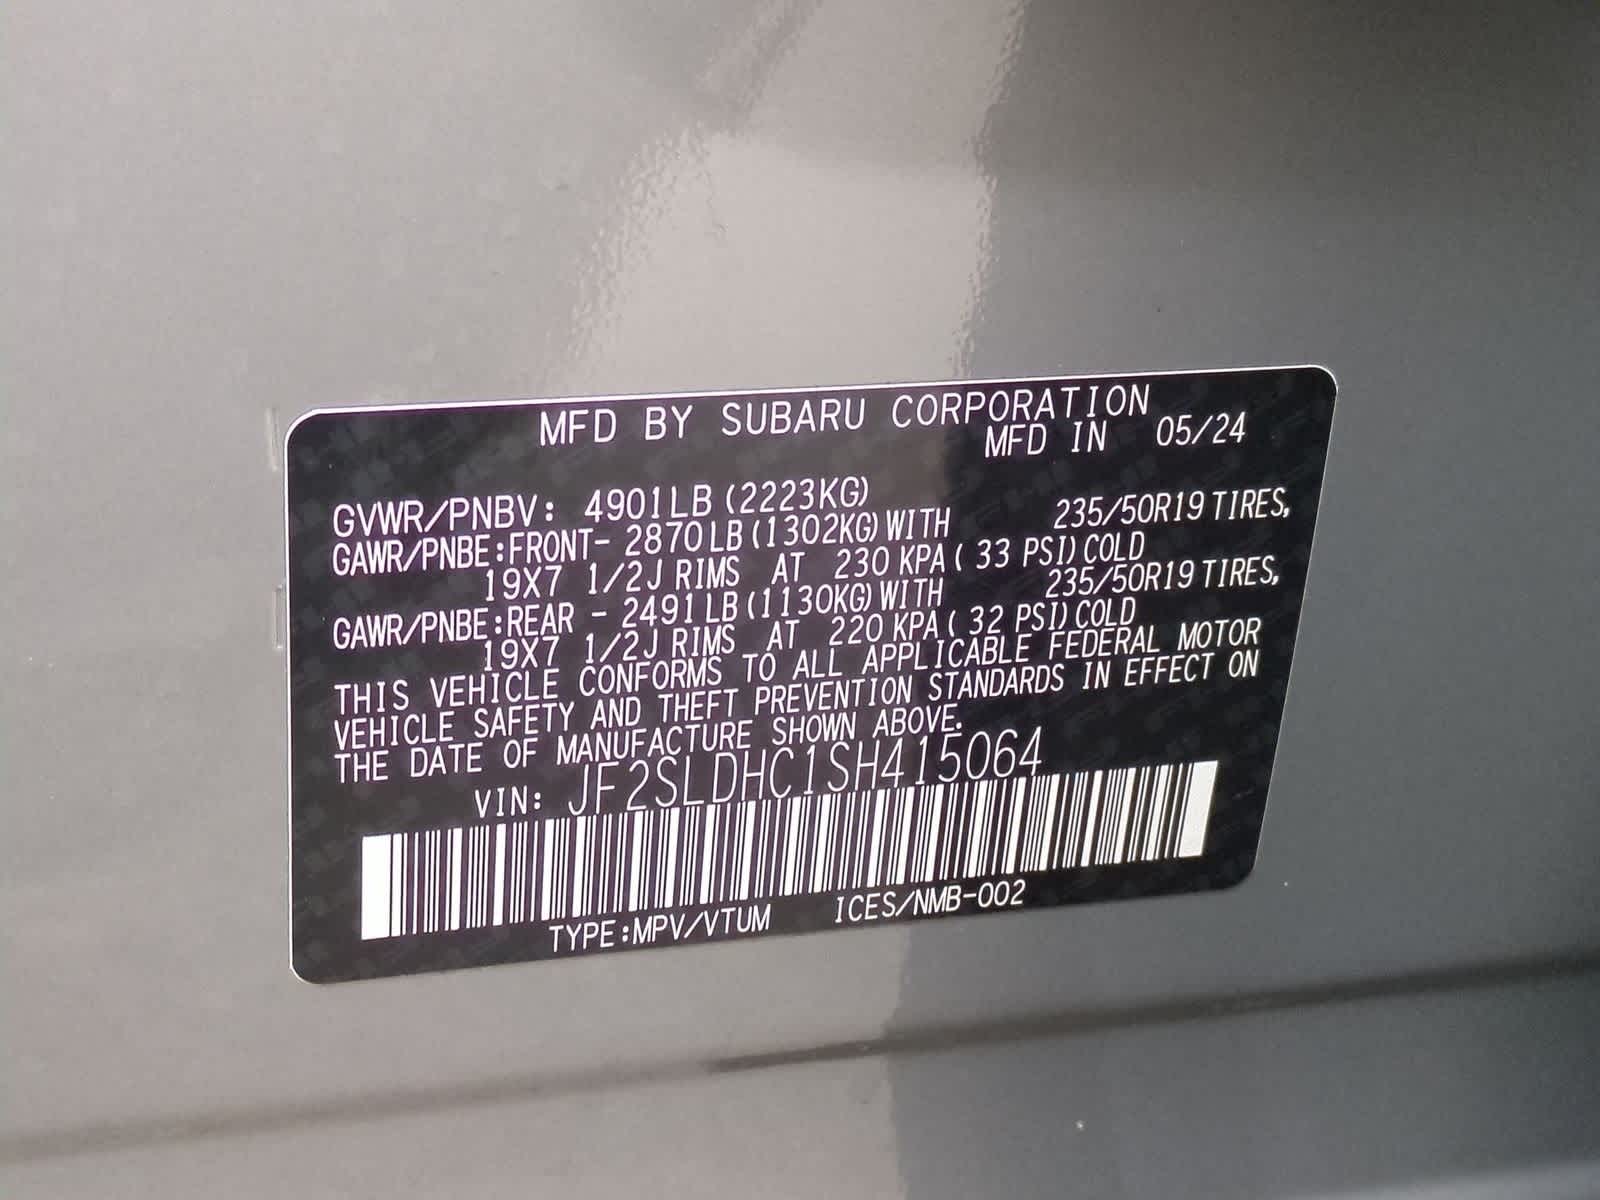 MFD BY SUBARU CORPORATION
MFD IN 05/24
GVWR/PNBV: 4901LB (2223KG)
GAWR/PNBE:FRONT- 2870LB(1302KG)WITH 235/50R19 TIRES,
19X7 1/2J RIMS AT 230 KPA( 33 PSI)COLD
GAWR/PNBE:REAR - 2491LB(1130KG)WITH 235/50R19 TIRES,
19X7 1/2J RIMS AT 220 KPA( 32 PSI)COLD
THIS VEHICLE CONFORMS TO ALL APPLICABLE FEDERAL MOTOR
VEHICLE SAFETY AND THEFT PREVENTION STANDARDS IN EFFECT ON
THE DATE OF MANUFACTURE SHOWN ABOVE.
VIN: JF2SLDHC1SH415064
TYPE:MPV/VTUM ICES/NMB-002